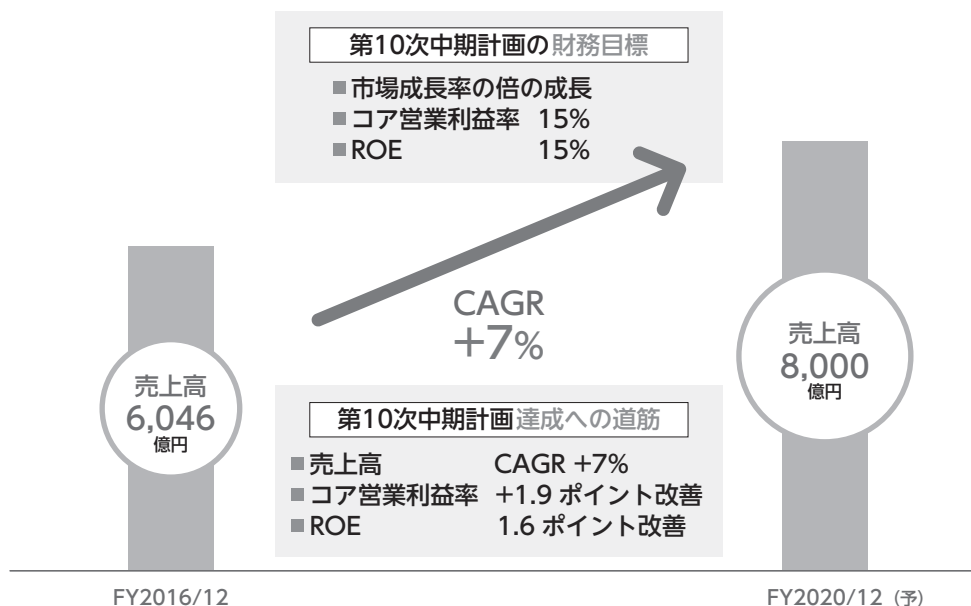 第10次中期計画の財務目標
■市場成長率の倍の成長
■コア営業利益率 15%
■ROE 15%
CAGR
+7%
売上高
6,046
億円
売上高
8,000
億円
第10次中期計画達成への道筋
■売上高 CAGR +7%
■コア営業利益率 +1.9 ポイント改善
■ROE 1.6 ポイント改善
FY2016/12
FY2020/12（予）